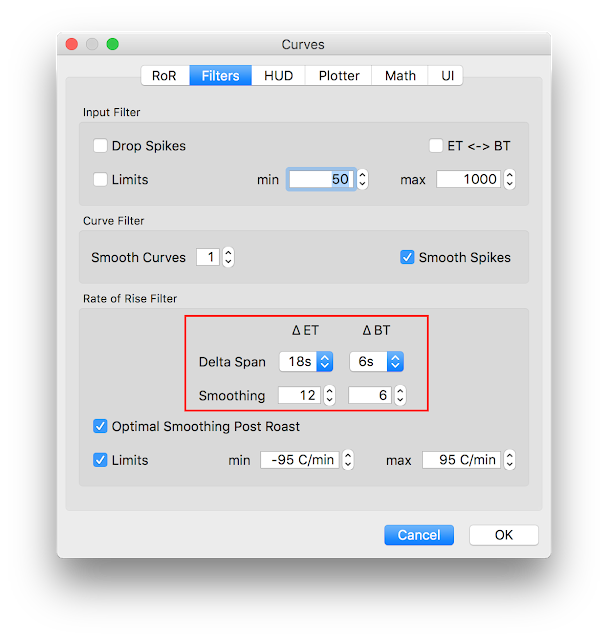 Curves
RoR Filters HUD Plotter Math UI
Input Filter
Drop Spikes ET <-> BT
Limits min 50 max 1000
Curve Filter
Smooth Curves 1 Smooth Spikes
Rate of Rise Filter
Δ ET Δ BT
Delta Span 18s 6s
Smoothing 12 6
Optimal Smoothing Post Roast
Limits min -95 C/min max 95 C/min
Cancel OK